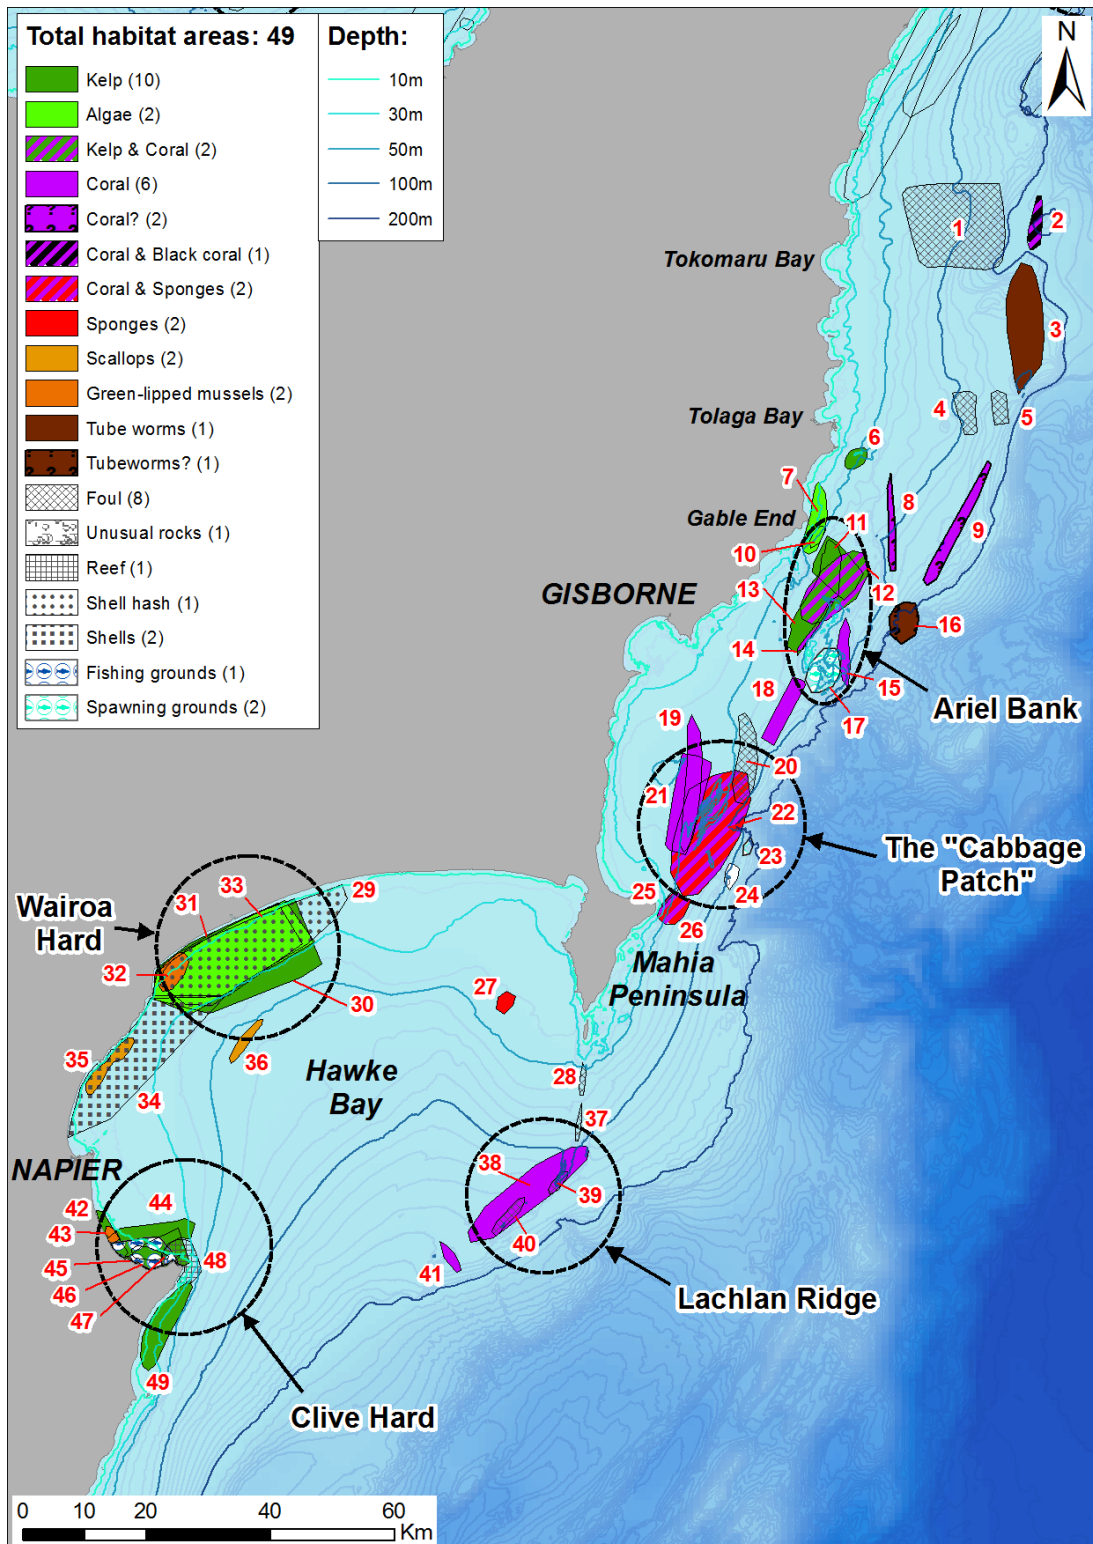 Total habitat areas: 49
Kelp (10)
Algae (2)
Kelp & Coral (2)
Coral (6)
Coral? (2)
Coral & Black coral (1)
Coral & Sponges (2)
Sponges (2)
Scallops (2)
Green-lipped mussels (2)
Tube worms (1)
Tubeworms? (1)
Foul (8)
Unusual rocks (1)
Reef (1)
Shell hash (1)
Shells (2)
Fishing grounds (1)
Spawning grounds (2)
Depth:
10m
30m
50m
100m
200m
N
1
2
Tokomaru Bay
3
4
5
Tolaga Bay
6
7
8
9
Gable End
10
11
12
GISBORNE
13
14
15
16
17
Ariel Bank
18
19
20
21
22
23
24
The "Cabbage
Patch"
25
26
Mahia
Peninsula
27
28
29
30
31
32
33
Wairoa
Hard
34
35
36
Hawke
Bay
37
38
39
40
41
Lachlan Ridge
NAPIER
42
43
44
45
46
47
48
49
Clive Hard
0 10 20 40 60
Km